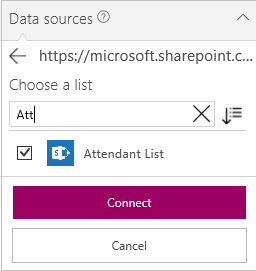 Data sources ?
https://microsoft.sharepoint.c...
Choose a list
Att
S
Attendant List
Connect
Cancel